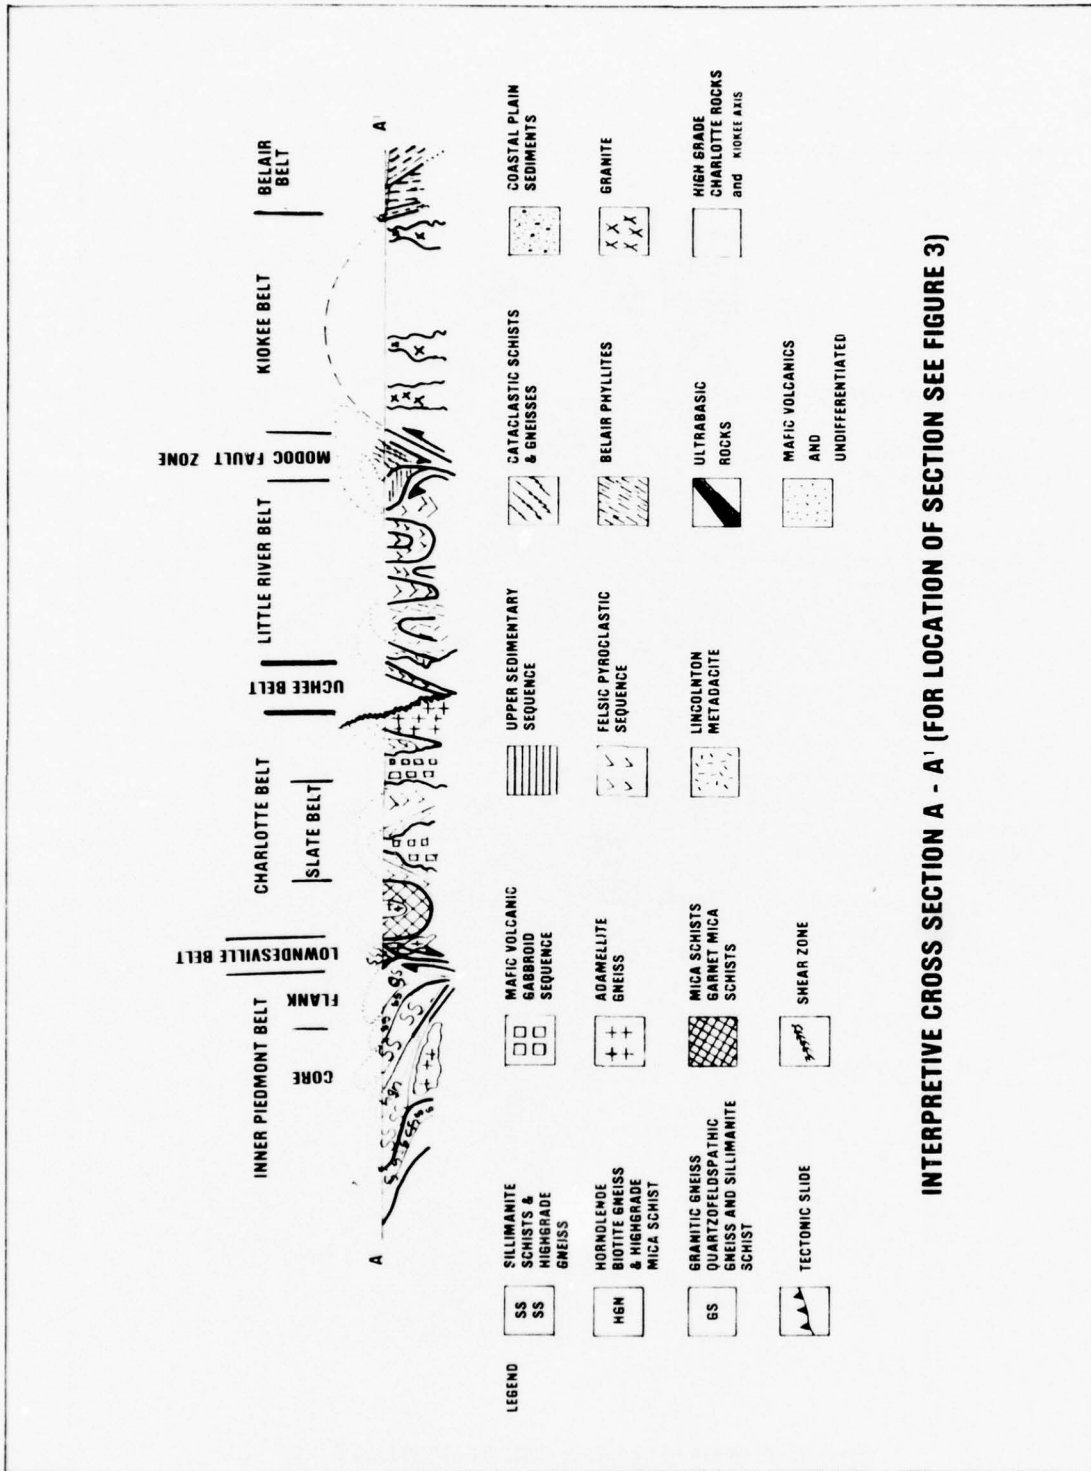 INNER PIEDMONT BELT
CORE
FLANK
LOWNDESVILLE BELT
CHARLOTTE BELT
SLATE BELT
UCHEE BELT
LITTLE RIVER BELT
MODOC FAULT ZONE
KIOKEE BELT
BELAIR
BELT
A
A'
LEGEND
SS
SS
SILLIMANITE
SCHISTS &
HIGHGRADE
GNEISS
HGN
HORNDLENDE
BIOTITE GNEISS
& HIGHGRADE
MICA SCHIST
GS
GRANITIC GNEISS
QUARTZOFELDSPATHIC
GNEISS AND SILLIMANITE
SCHIST
TECTONIC SLIDE
MAFIC VOLCANIC
GABBROID
SEQUENCE
ADAMELLITE
GNEISS
MICA SCHISTS
GARNET MICA
SCHISTS
SHEAR ZONE
UPPER SEDIMENTARY
SEQUENCE
FELSIC PYROCLASTIC
SEQUENCE
LINCOLNTON
METADACITE
CATACLASTIC SCHISTS
& GNEISSES
BELAIR PHYLLITES
ULTRABASIC
ROCKS
MAFIC VOLCANICS
AND
UNDIFFERENTIATED
COASTAL PLAIN
SEDIMENTS
GRANITE
HIGH GRADE
CHARLOTTE ROCKS
and KIOKEE AXIS
INTERPRETIVE CROSS SECTION A - A' (FOR LOCATION OF SECTION SEE FIGURE 3)